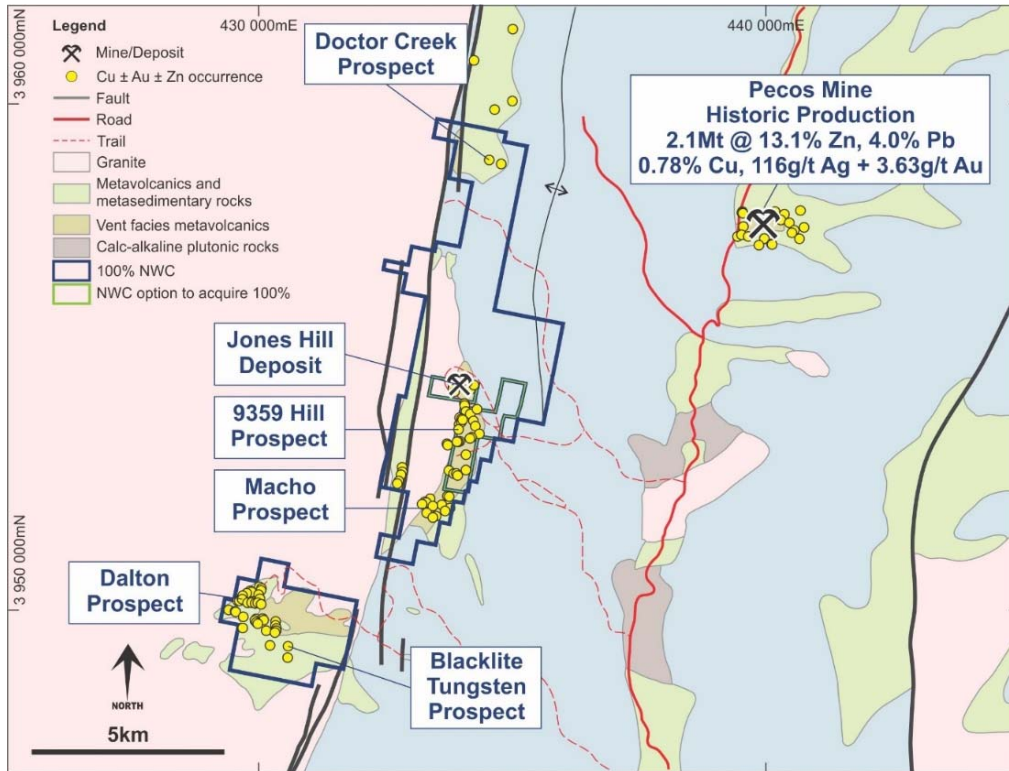 430 000mE
440 000mE
3 960 000mN
3 950 000mN
Legend
Mine/Deposit
Cu ± Au ± Zn occurrence
Fault
Road
Trail
Granite
Metavolcanics and
metasedimentary rocks
Vent facies metavolcanics
Calc-alkaline plutonic rocks
100% NWC
NWC option to acquire 100%
Doctor Creek
Prospect
Pecos Mine
Historic Production
2.1Mt @ 13.1% Zn, 4.0% Pb
0.78% Cu, 116g/t Ag + 3.63g/t Au
Jones Hill
Deposit
9359 Hill
Prospect
Macho
Prospect
Dalton
Prospect
Blacklite
Tungsten
Prospect
NORTH
5km